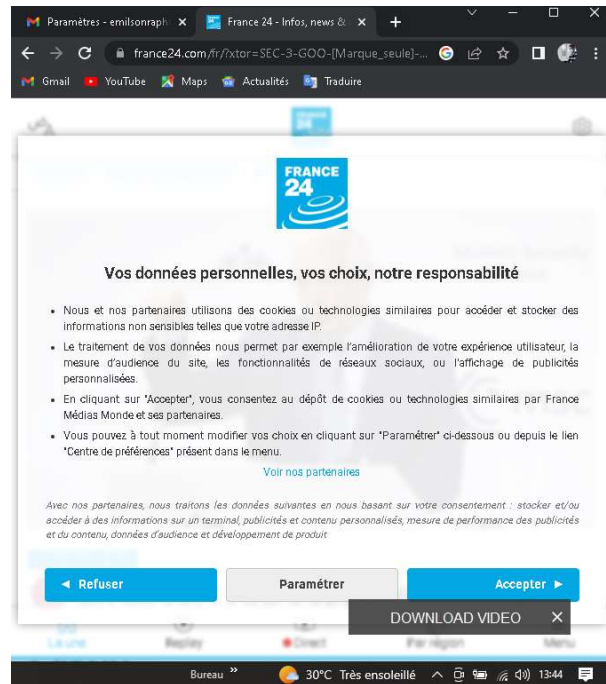 Paramètres - emilsonraph
France 24 - Infos, news &
france24.com/fr/?xtor=SEC-3-GOO-[Marque_seule]-...
Gmail YouTube Maps Actualités Traduire
FRANCE
24
Vos données personnelles, vos choix, notre responsabilité
Nous et nos partenaires utilisons des cookies ou technologies similaires pour accéder et stocker des
informations non sensibles telles que votre adresse IP.
Le traitement de vos données nous permet par exemple l'amélioration de votre expérience utilisateur, la
mesure d'audience du site, les fonctionnalités de réseaux sociaux, ou l'affichage de publicités
personnalisées.
En cliquant sur "Accepter", vous consentez au dépôt de cookies ou technologies similaires par France
Médias Monde et ses partenaires.
Vous pouvez à tout moment modifier vos choix en cliquant sur "Paramétrer" ci-dessous ou depuis le lien
"Centre de préférences" présent dans le menu.
Voir nos partenaires
Avec nos partenaires, nous traitons les données suivantes en nous basant sur votre consentement : stocker et/ou
accéder à des informations sur un terminal, publicités et contenu personnalisés, mesure de performance des publicités
et du contenu, données d'audience et développement de produit
Refuser Paramétrer Accepter
DOWNLOAD VIDEO
La une Replay Direct Par région Menu
Bureau 30°C Très ensoleillé 13:44